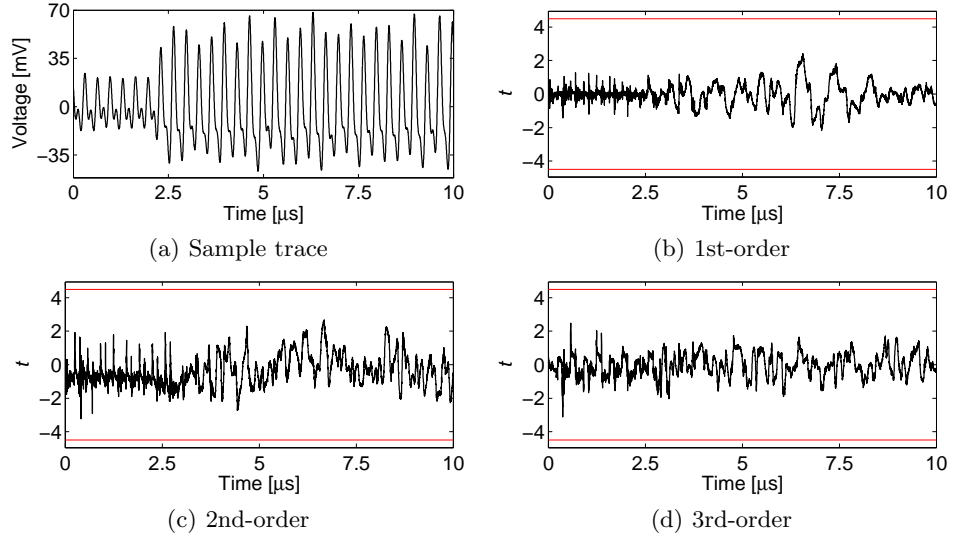 70
35
0
−35
Voltage [mV]
0 2.5 5 7.5 10
Time [μs]
(a) Sample trace
4
2
0
−2
−4
t
0 2.5 5 7.5 10
Time [μs]
(b) 1st-order
4
2
0
−2
−4
t
0 2.5 5 7.5 10
Time [μs]
(c) 2nd-order
4
2
0
−2
−4
t
0 2.5 5 7.5 10
Time [μs]
(d) 3rd-order